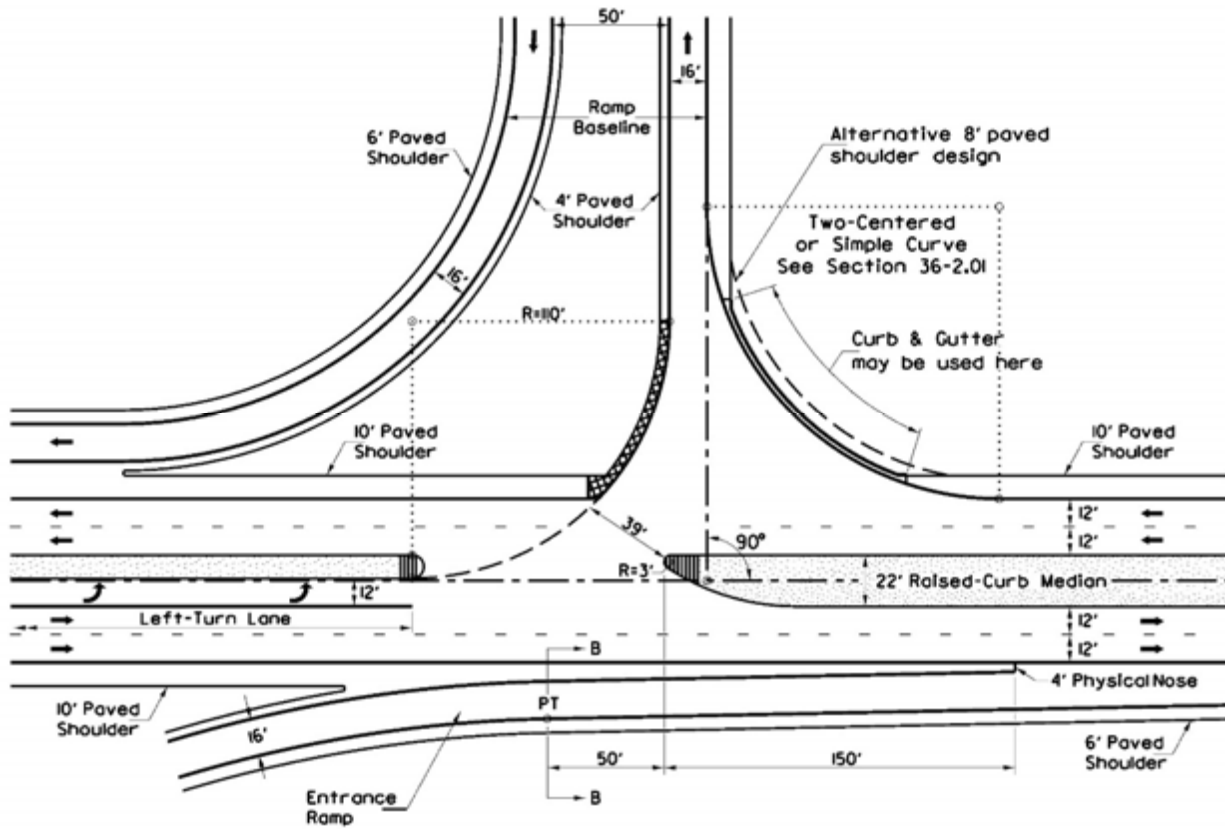 50'
16'
Ramp
Baseline
6' Paved
Shoulder
Alternative 8' paved
shoulder design
4' Paved
Shoulder
Two-Centered
or Simple Curve
See Section 36-2.01
16'
R=110'
Curb & Gutter
may be used here
10' Paved
Shoulder
10' Paved
Shoulder
39'
12'
90°
12'
R=3'
12'
22' Raised-Curb Median
Left-Turn Lane
12'
B
12'
4' Physical Nose
10' Paved
Shoulder
PT
16'
50'
150'
6' Paved
Shoulder
Entrance
Ramp
B